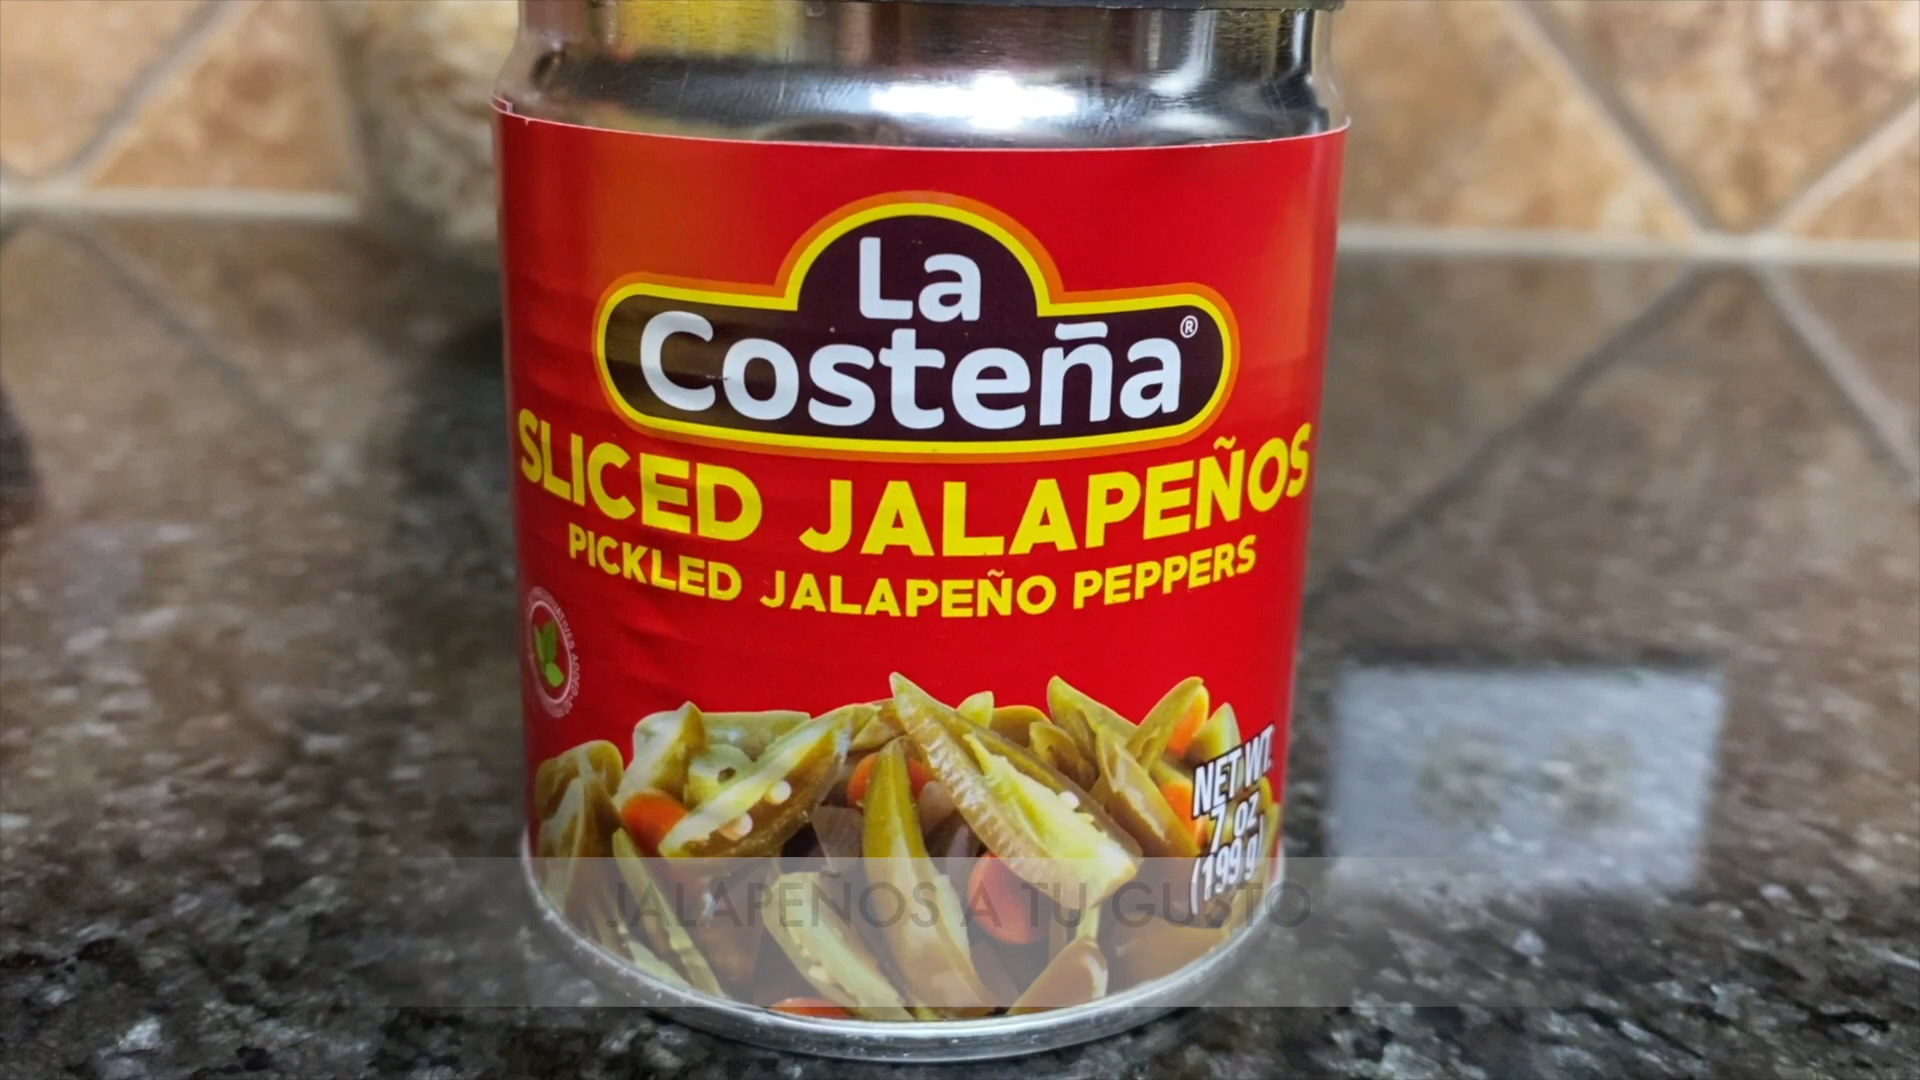 La
Costeña®
SLICED JALAPEÑOS
PICKLED JALAPEÑO PEPPERS
NET WT.
7 OZ
(199 g)
JALAPEÑOS A TU GUSTO